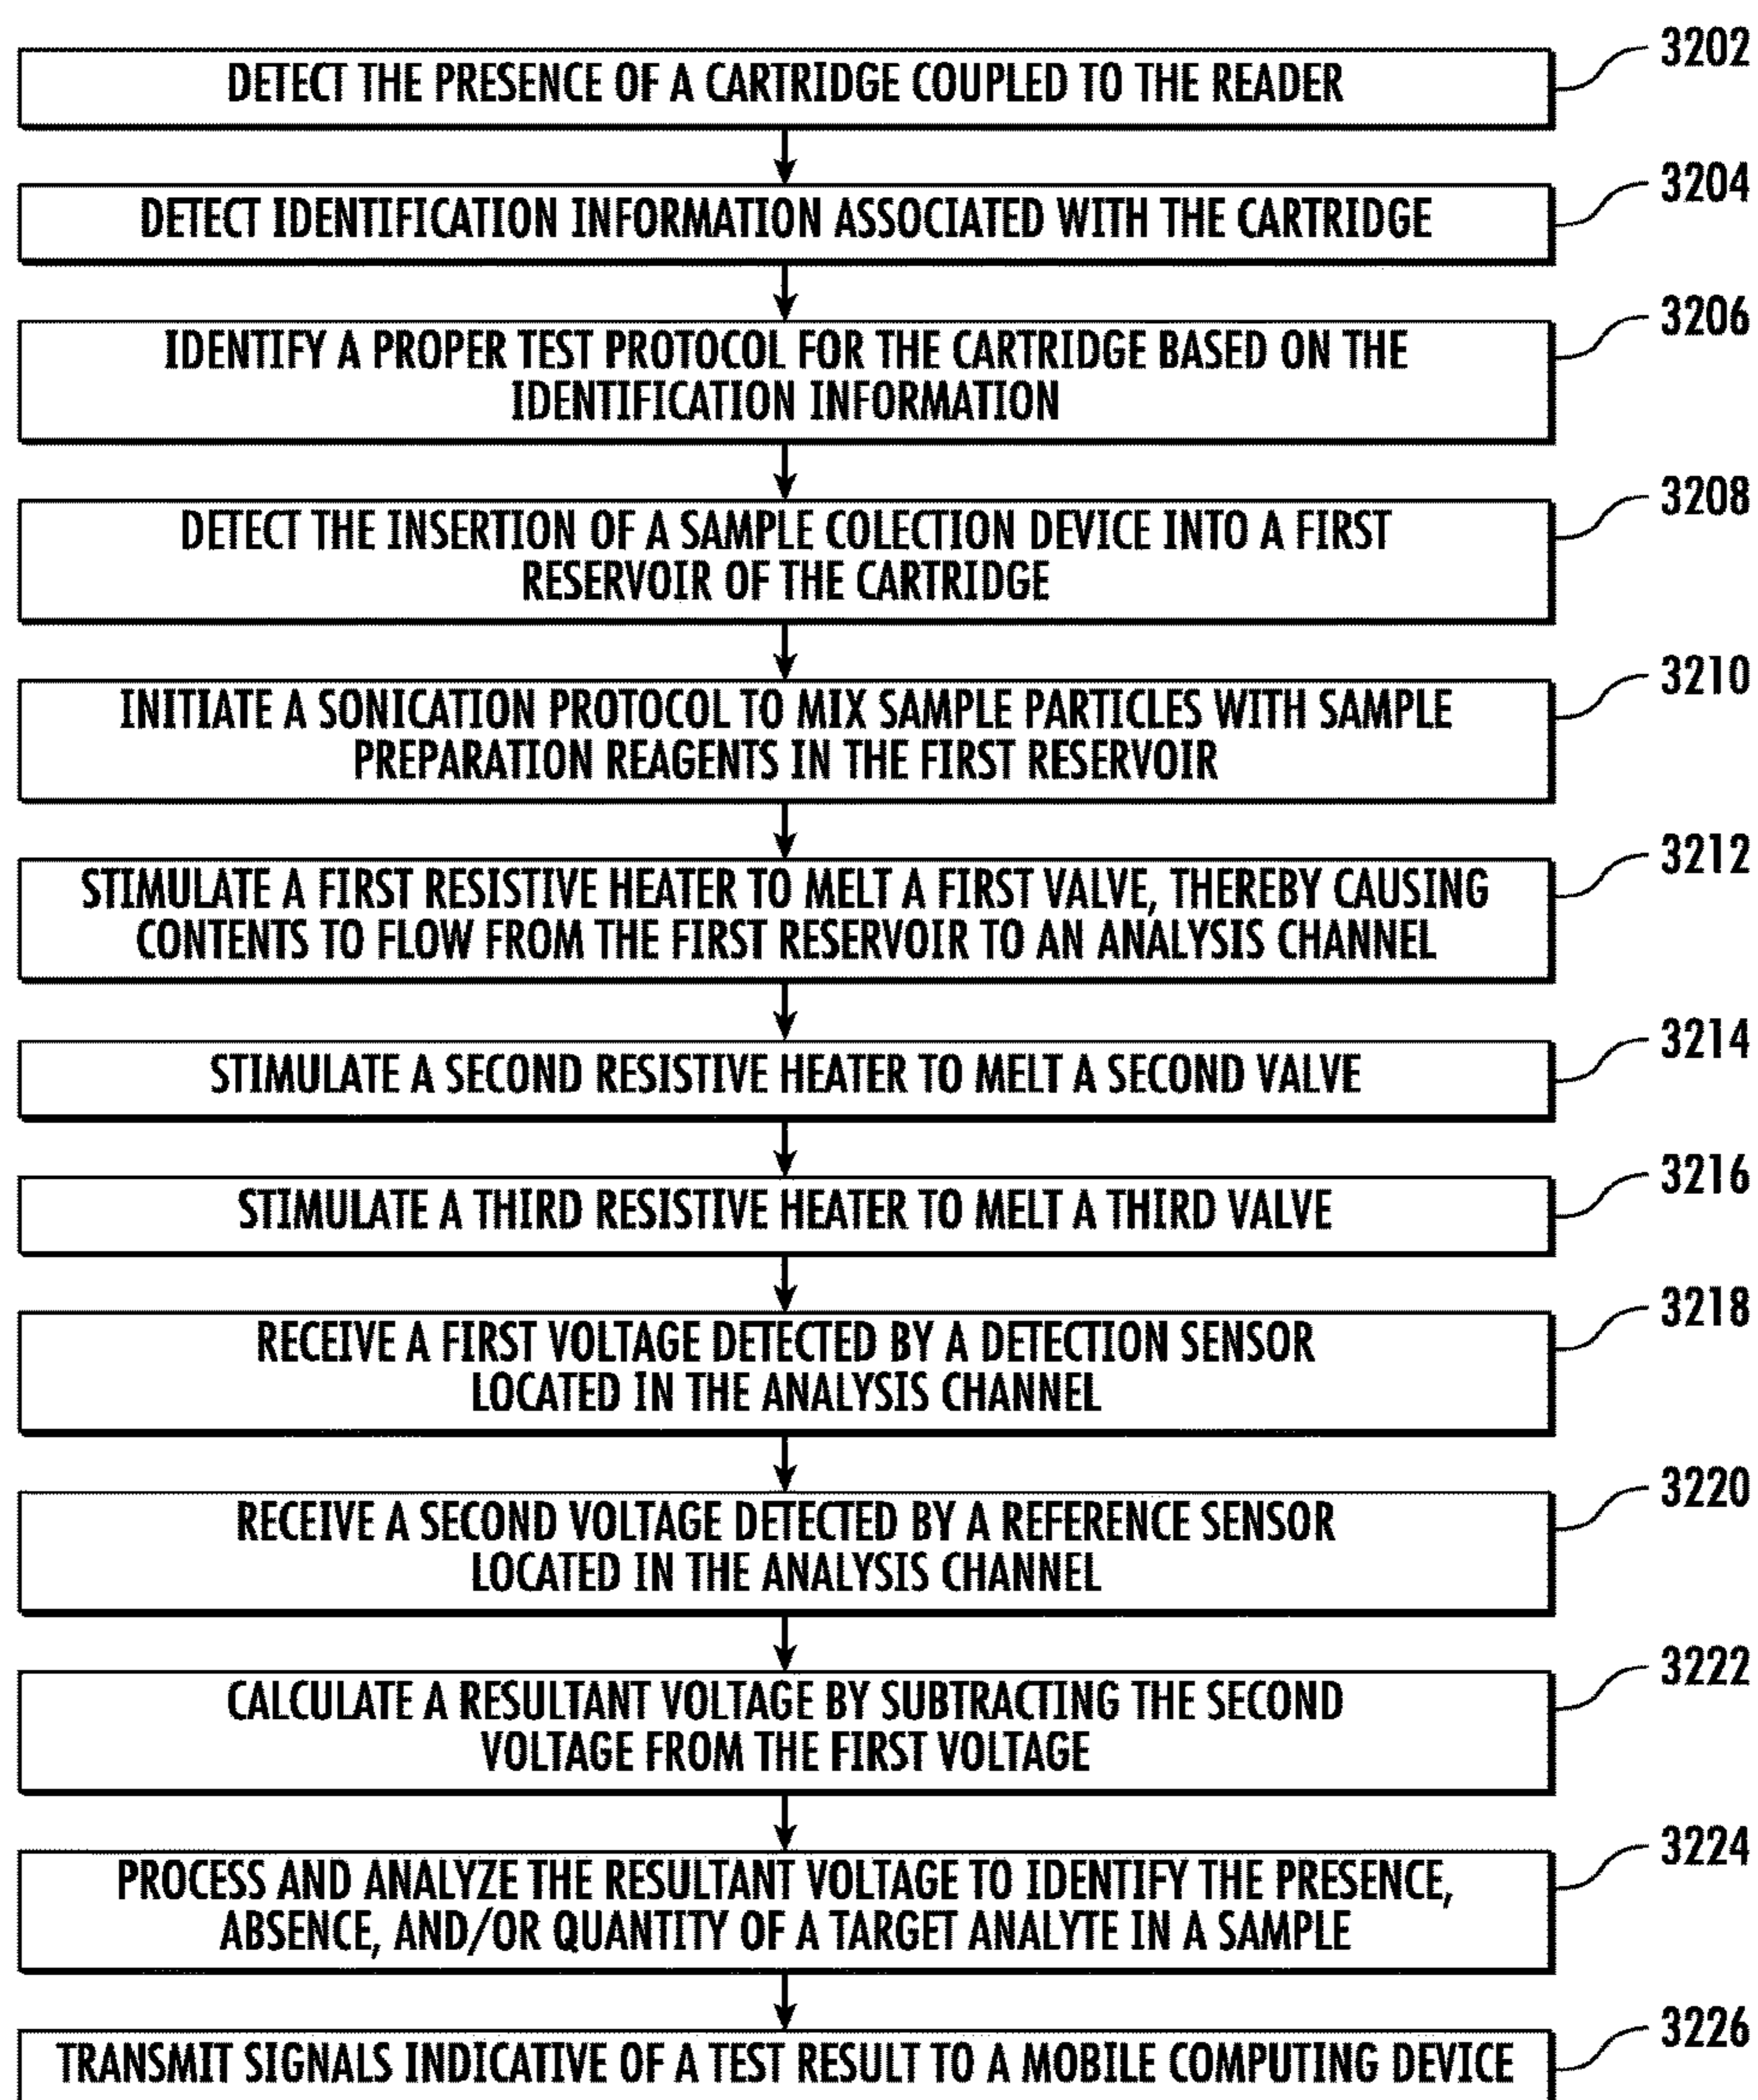 3202
DETECT THE PRESENCE OF A CARTRIDGE COUPLED TO THE READER
3204
DETECT IDENTIFICATION INFORMATION ASSOCIATED WITH THE CARTRIDGE
3206
IDENTIFY A PROPER TEST PROTOCOL FOR THE CARTRIDGE BASED ON THE
IDENTIFICATION INFORMATION
3208
DETECT THE INSERTION OF A SAMPLE COLECTION DEVICE INTO A FIRST
RESERVOIR OF THE CARTRIDGE
3210
INITIATE A SONICATION PROTOCOL TO MIX SAMPLE PARTICLES WITH SAMPLE
PREPARATION REAGENTS IN THE FIRST RESERVOIR
3212
STIMULATE A FIRST RESISTIVE HEATER TO MELT A FIRST VALVE, THEREBY CAUSING
CONTENTS TO FLOW FROM THE FIRST RESERVOIR TO AN ANALYSIS CHANNEL
3214
STIMULATE A SECOND RESISTIVE HEATER TO MELT A SECOND VALVE
3216
STIMULATE A THIRD RESISTIVE HEATER TO MELT A THIRD VALVE
3218
RECEIVE A FIRST VOLTAGE DETECTED BY A DETECTION SENSOR
LOCATED IN THE ANALYSIS CHANNEL
3220
RECEIVE A SECOND VOLTAGE DETECTED BY A REFERENCE SENSOR
LOCATED IN THE ANALYSIS CHANNEL
3222
CALCULATE A RESULTANT VOLTAGE BY SUBTRACTING THE SECOND
VOLTAGE FROM THE FIRST VOLTAGE
3224
PROCESS AND ANALYZE THE RESULTANT VOLTAGE TO IDENTIFY THE PRESENCE,
ABSENCE, AND/OR QUANTITY OF A TARGET ANALYTE IN A SAMPLE
3226
TRANSMIT SIGNALS INDICATIVE OF A TEST RESULT TO A MOBILE COMPUTING DEVICE